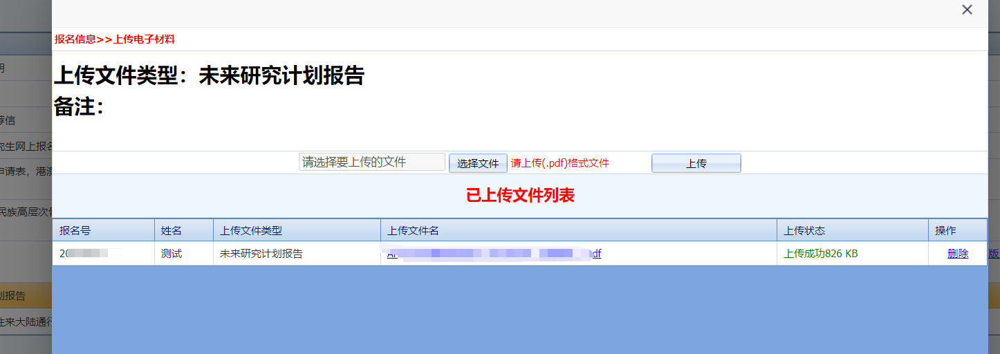 报名信息>>上传电子材料
上传文件类型：未来研究计划报告
备注：
请选择要上传的文件 选择文件 请上传(.pdf)格式文件 上传
已上传文件列表
报名号 姓名 上传文件类型 上传文件名 上传状态 操作
20 测试 未来研究计划报告 df 上传成功826 KB 删除
明
荐信
究生网上报名
申请表，港澳
民族高层次骨
版
划报告
往来大陆通行